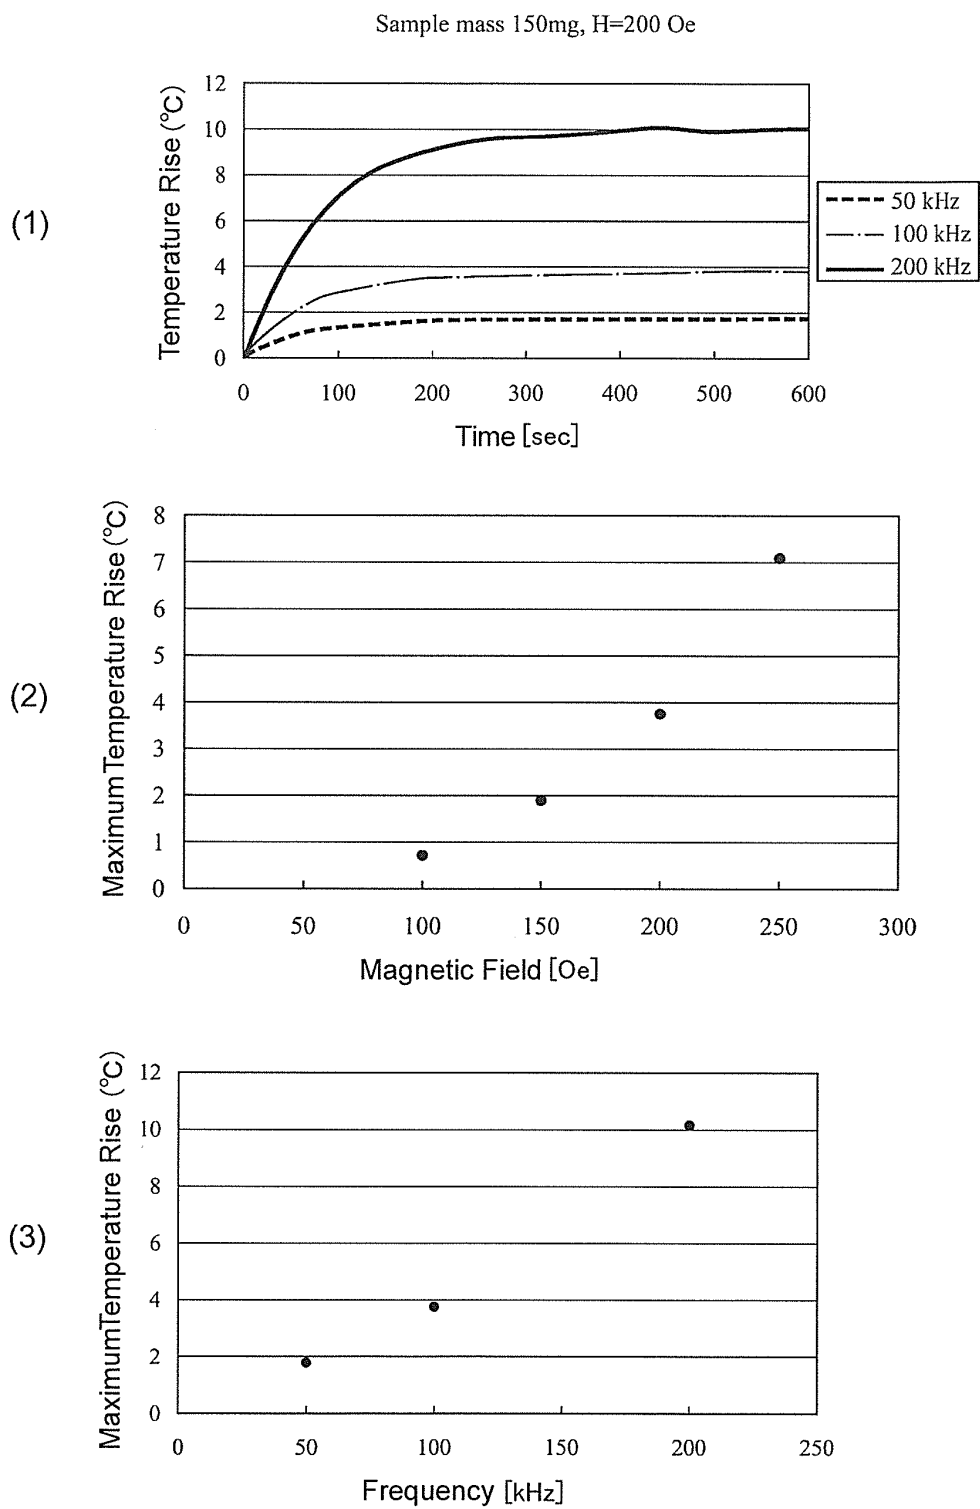 Sample mass 150mg, H=200 Oe
(1)
Temperature Rise (°C)
12
10
8
6
4
2
0
0 100 200 300 400 500 600
Time [sec]
50 kHz
100 kHz
200 kHz
(2)
MaximumTemperature Rise (°C)
8
7
6
5
4
3
2
1
0
0 50 100 150 200 250 300
Magnetic Field [Oe]
(3)
MaximumTemperature Rise (°C)
12
10
8
6
4
2
0
0 50 100 150 200 250
Frequency [kHz]